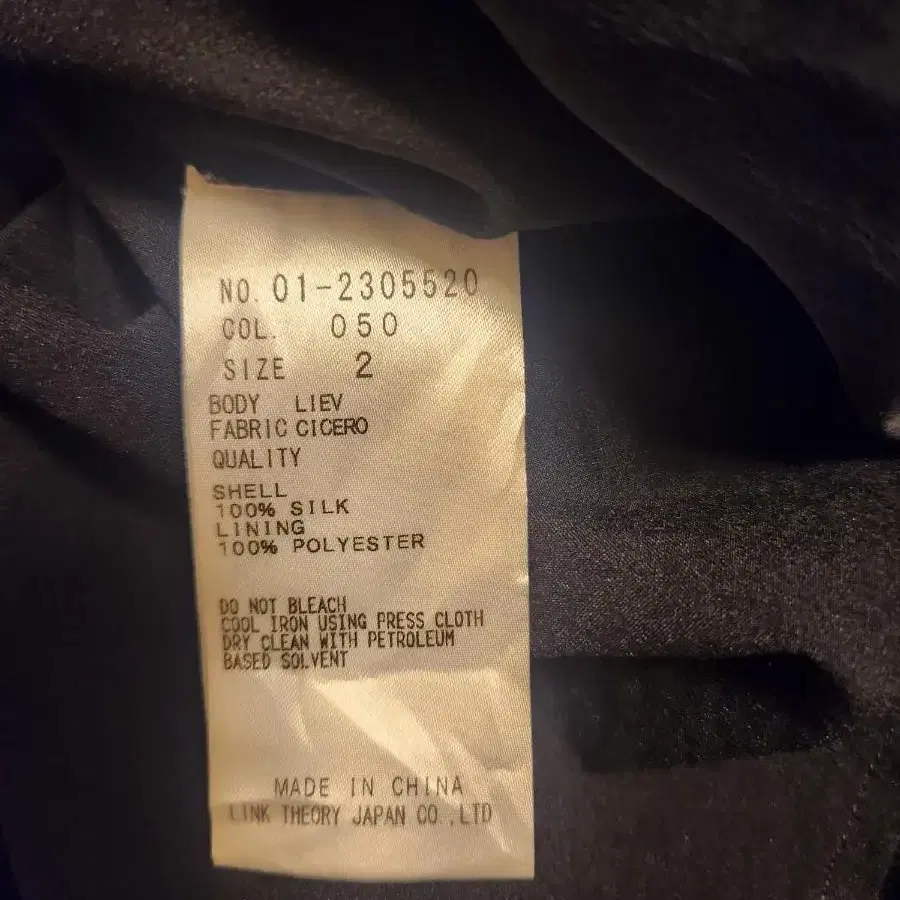 NO. 01-2305520
COL. 050
SIZE 2
BODY LIEV
FABRIC CICERO
QUALITY
SHELL
100% SILK
LINING
100% POLYESTER
DO NOT BLEACH
COOL IRON USING PRESS CLOTH
DRY CLEAN WITH PETROLEUM
BASED SOLVENT
MADE IN CHINA
LINK THEORY JAPAN CO.,LTD